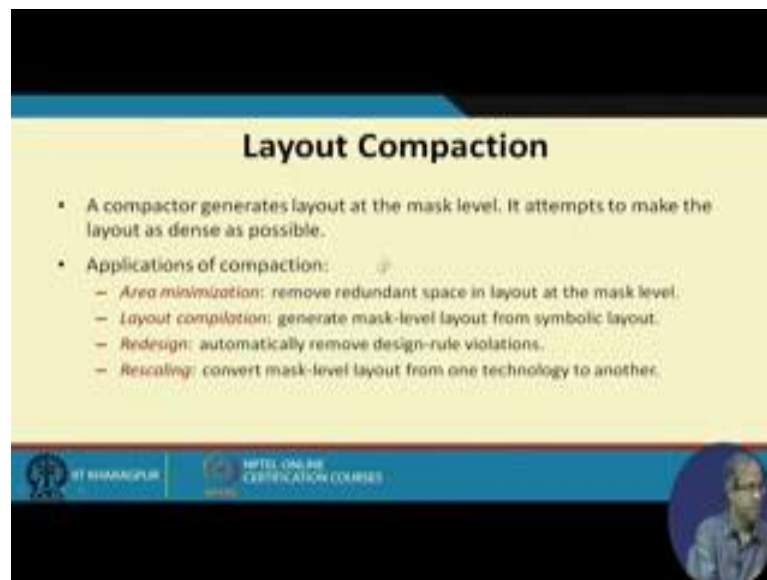 Layout Compaction
• A compactor generates layout at the mask level. It attempts to make the
layout as dense as possible.
• Applications of compaction:
– Area minimization: remove redundant space in layout at the mask level.
– Layout compilation: generate mask-level layout from symbolic layout.
– Redesign: automatically remove design-rule violations.
– Rescaling: convert mask-level layout from one technology to another.
IIT KHARAGPUR
NPTEL ONLINE
CERTIFICATION COURSES